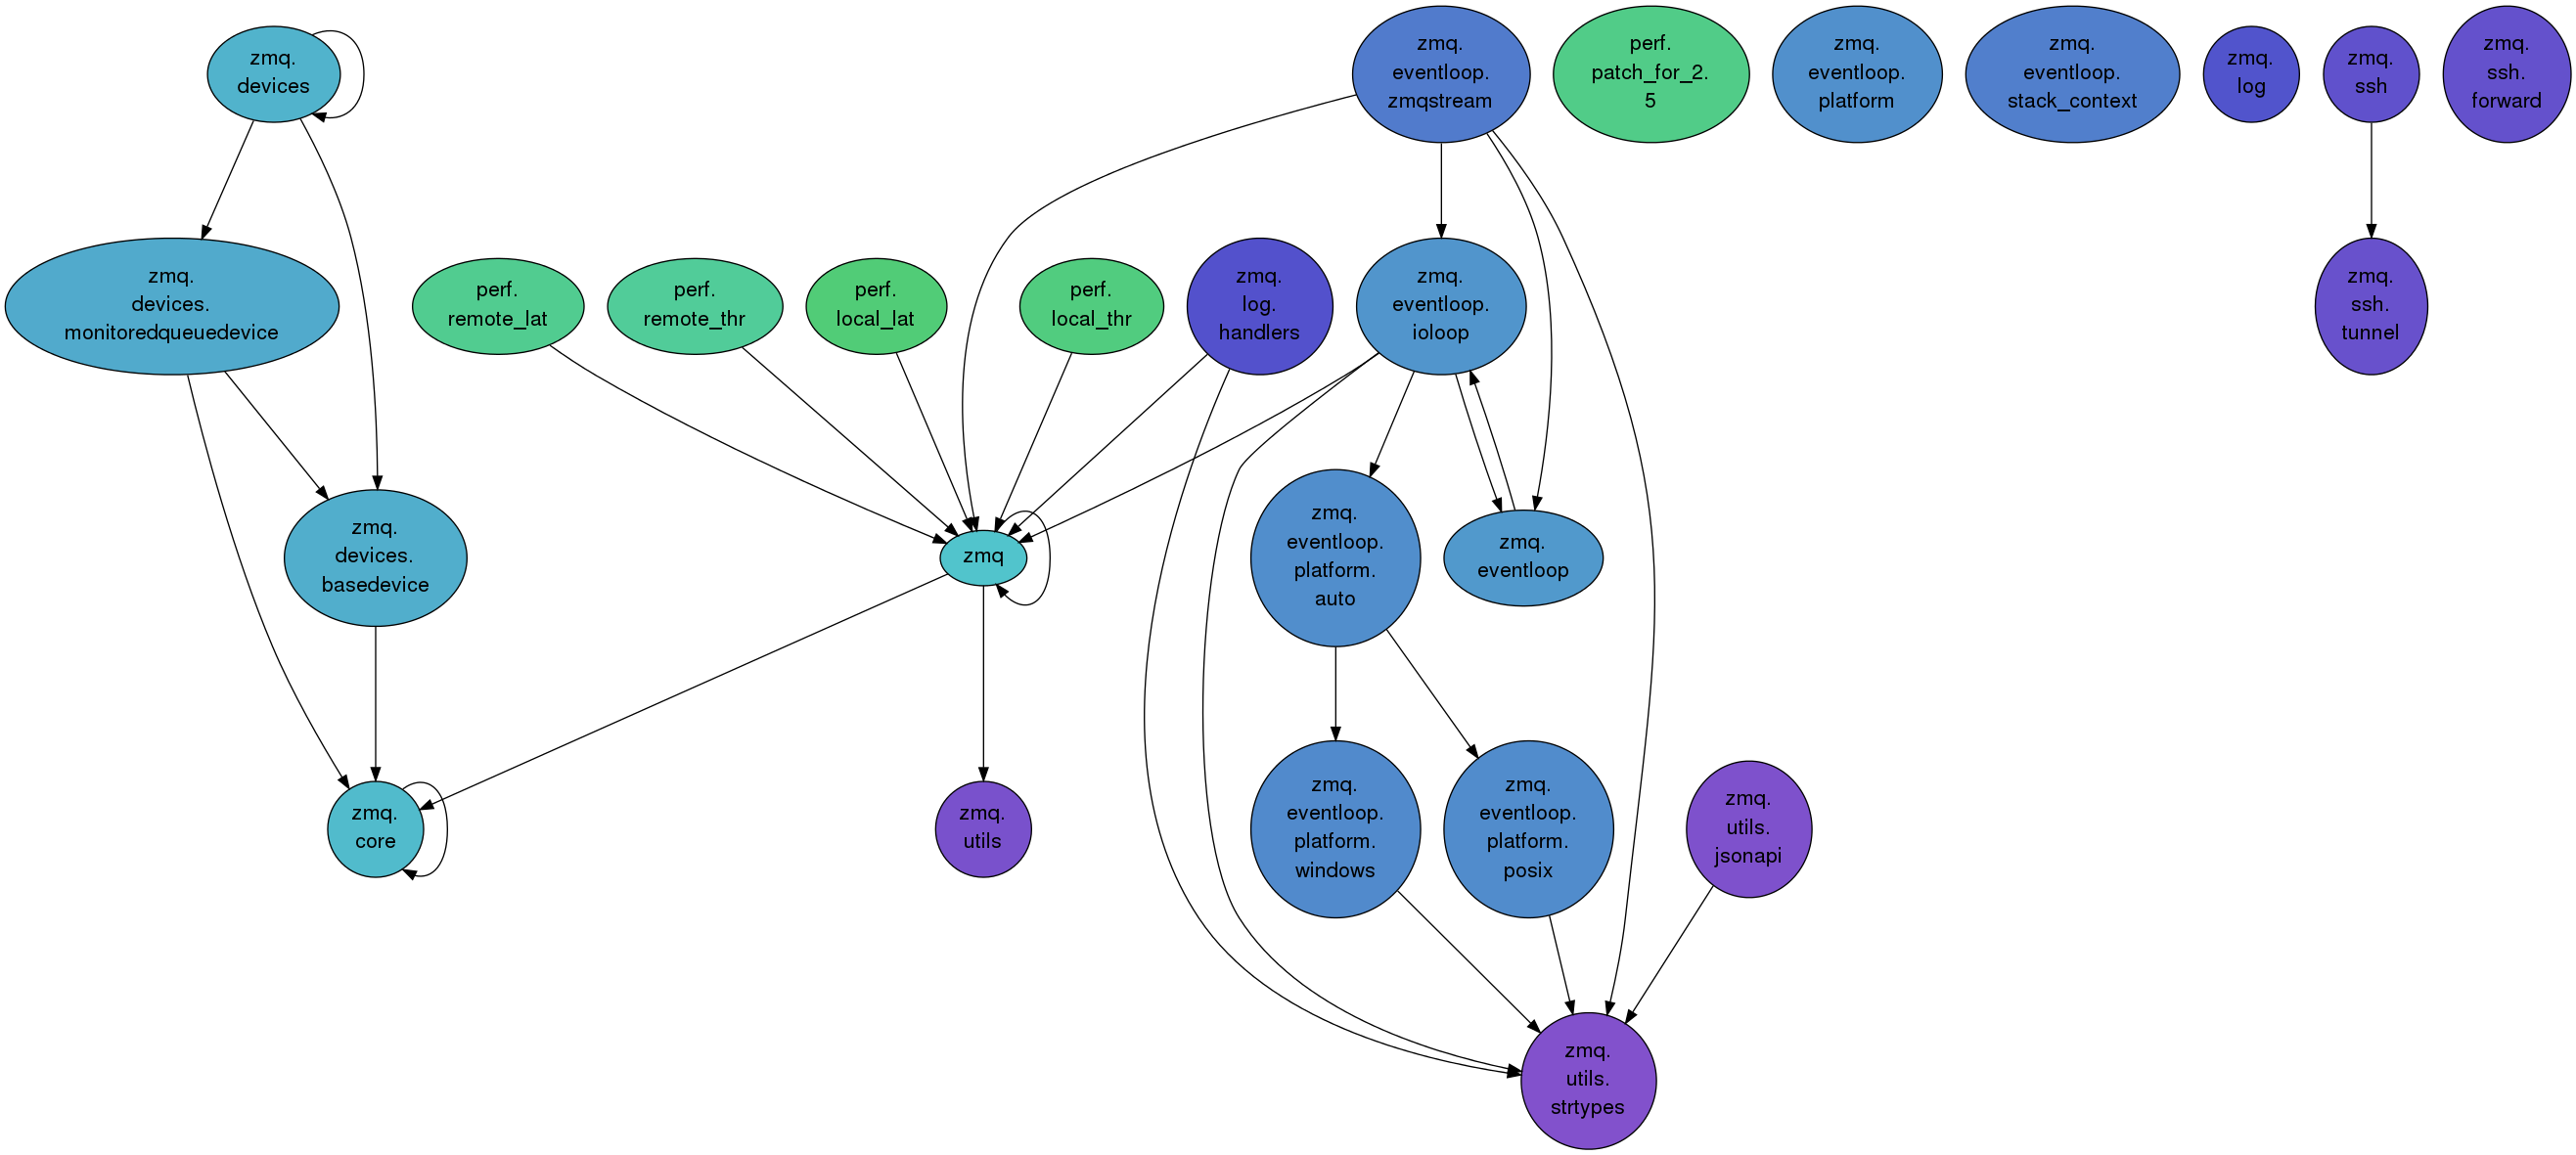 zmq.
devices
zmq.
eventloop.
zmqstream
perf.
patch_for_2.
5
zmq.
eventloop.
platform
zmq.
eventloop.
stack_context
zmq.
log
zmq.
ssh
zmq.
ssh.
forward
zmq.
devices.
monitoredqueuedevice
perf.
remote_lat
perf.
remote_thr
perf.
local_lat
perf.
local_thr
zmq.
log.
handlers
zmq.
eventloop.
ioloop
zmq.
ssh.
tunnel
zmq.
devices.
basedevice
zmq
zmq.
eventloop.
platform.
auto
zmq.
eventloop
zmq.
core
zmq.
utils
zmq.
eventloop.
platform.
windows
zmq.
eventloop.
platform.
posix
zmq.
utils.
jsonapi
zmq.
utils.
strtypes